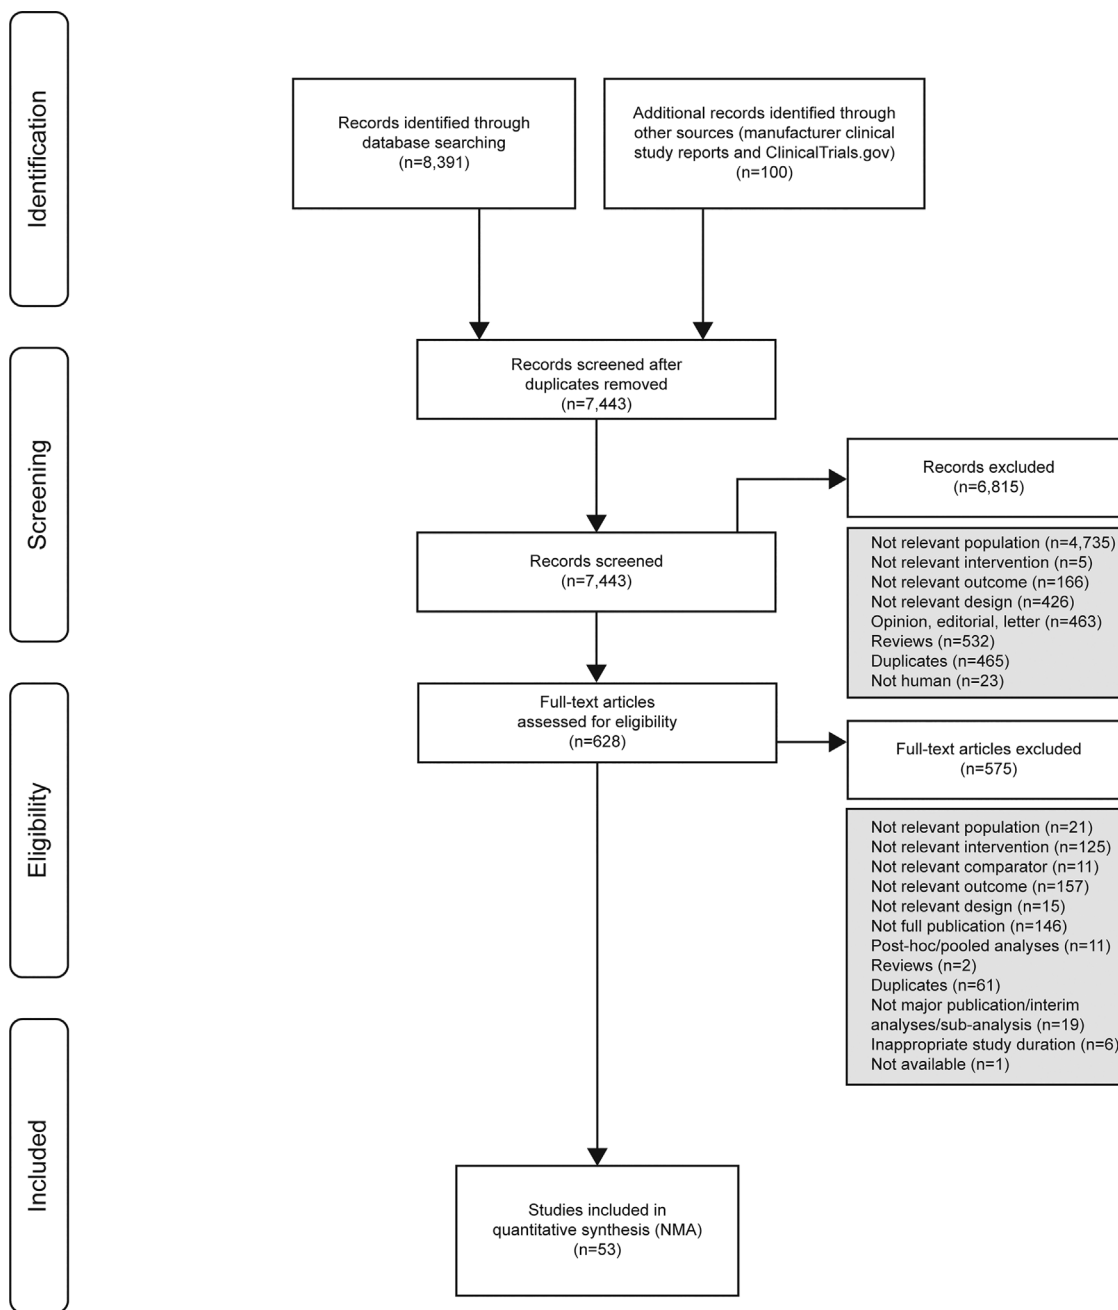 Identification
Records identified through
database searching
(n=8,391)
Additional records identified through
other sources (manufacturer clinical
study reports and ClinicalTrials.gov)
(n=100)
Screening
Records screened after
duplicates removed
(n=7,443)
Records screened
(n=7,443)
Records excluded
(n=6,815)
Not relevant population (n=4,735)
Not relevant intervention (n=5)
Not relevant outcome (n=166)
Not relevant design (n=426)
Opinion, editorial, letter (n=463)
Reviews (n=532)
Duplicates (n=465)
Not human (n=23)
Eligibility
Full-text articles
assessed for eligibility
(n=628)
Full-text articles excluded
(n=575)
Not relevant population (n=21)
Not relevant intervention (n=125)
Not relevant comparator (n=11)
Not relevant outcome (n=157)
Not relevant design (n=15)
Not full publication (n=146)
Post-hoc/pooled analyses (n=11)
Reviews (n=2)
Duplicates (n=61)
Not major publication/interim
analyses/sub-analysis (n=19)
Inappropriate study duration (n=6)
Not available (n=1)
Included
Studies included in
quantitative synthesis (NMA)
(n=53)